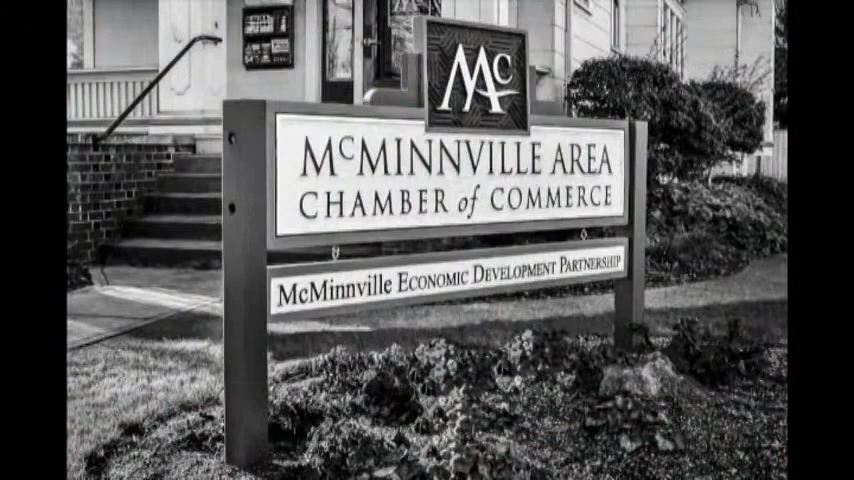 Mc
McMINNVILLE AREA
CHAMBER of COMMERCE
McMinnville Economic Development Partnership